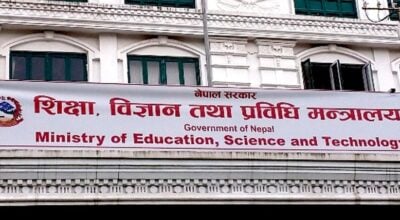 नेपाल सरकार
शिक्षा, विज्ञान तथा प्रविधि मन्त्रालय
Government of Nepal
Ministry of Education, Science and Technology